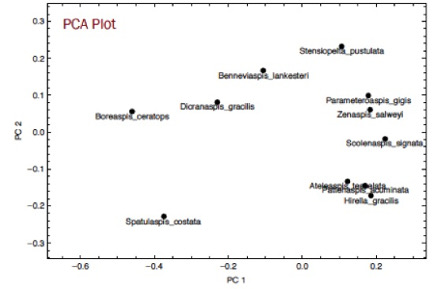 PCA Plot
0.3
Stensiopella_pustulata
0.2
Benneviaspis_lankesteri
0.1
Parameteoraspis_gigis
Dicranaspis_gracilis
Zenaspis_salweyi
Boreaspis_ceratops
PC 2
0.0
Scolenaspis_signata
−0.1
Hirella_gracilis
−0.2
Spatulaspis_costata
−0.3
−0.6
−0.4
−0.2
0.0
0.2
PC 1